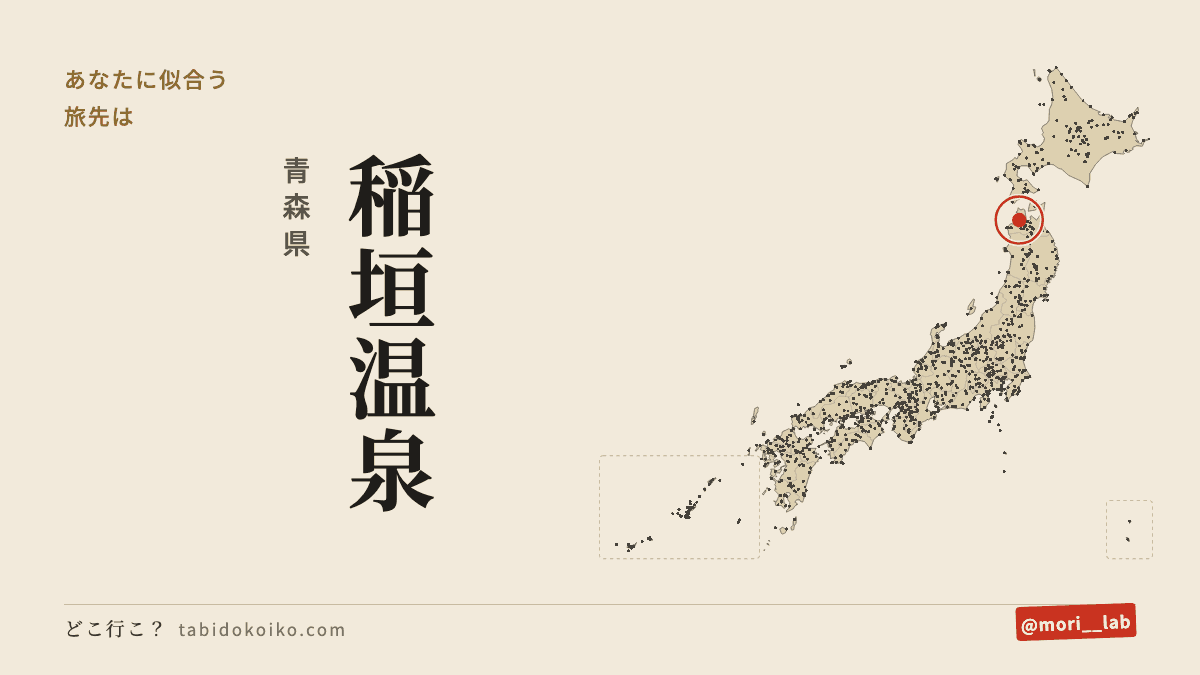 あなたに似合う
旅先は
稲垣温泉
青森県
どこ行こ？ tabidokoiko.com
@mori__lab